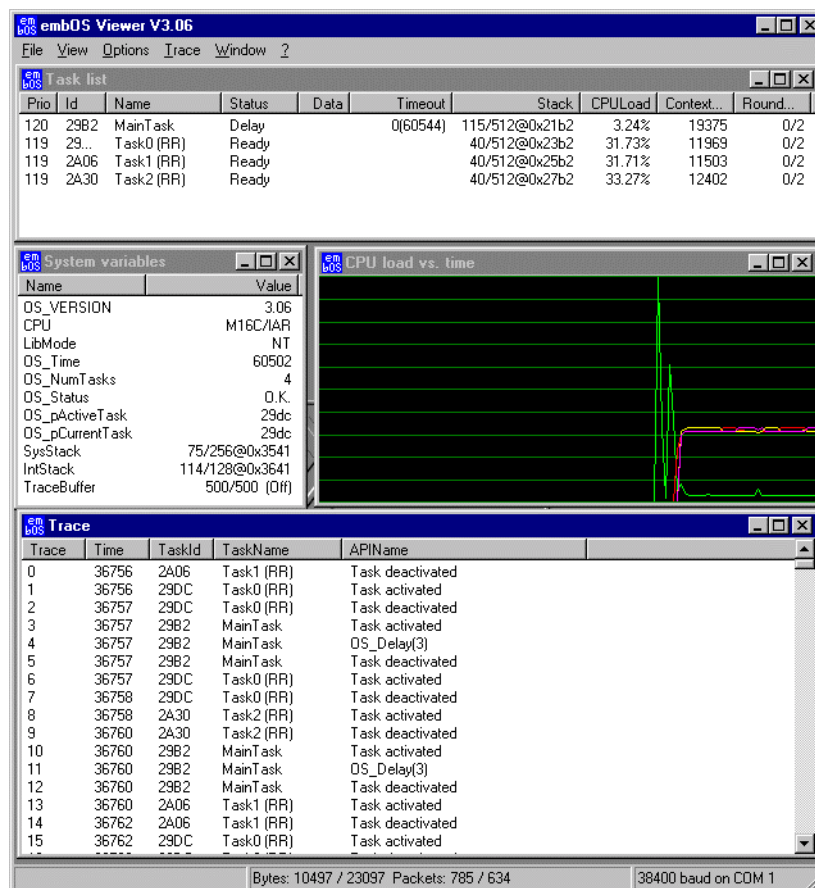 em bOS embOS Viewer V3.06
File View Options Trace Window ?
em bOS Task list
Prio Id Name Status Data Timeout Stack CPULoad Context... Round...
120 29B2 MainTask Delay 0(60544) 115/512@0x21b2 3.24% 19375 0/2
119 29... Task0 (RR) Ready 40/512@0x23b2 31.73% 11969 0/2
119 2A06 Task1 (RR) Ready 40/512@0x25b2 31.71% 11503 0/2
119 2A30 Task2 (RR) Ready 40/512@0x27b2 33.27% 12402 0/2
em bOS System variables
Name Value
OS_VERSION 3.06
CPU M16C/IAR
LibMode NT
OS_Time 60502
OS_NumTasks 4
OS_Status O.K.
OS_pActiveTask 29dc
OS_pCurrentTask 29dc
SysStack 75/256@0x3541
IntStack 114/128@0x3641
TraceBuffer 500/500 (Off)
em bOS CPU load vs. time
em bOS Trace
Trace Time TaskId TaskName APIName
0 36756 2A06 Task1 (RR) Task deactivated
1 36756 29DC Task0 (RR) Task activated
2 36757 29DC Task0 (RR) Task deactivated
3 36757 29B2 MainTask Task activated
4 36757 29B2 MainTask OS_Delay(3)
5 36757 29B2 MainTask Task deactivated
6 36757 29DC Task0 (RR) Task activated
7 36758 29DC Task0 (RR) Task deactivated
8 36758 2A30 Task2 (RR) Task activated
9 36760 2A30 Task2 (RR) Task deactivated
10 36760 29B2 MainTask Task activated
11 36760 29B2 MainTask OS_Delay(3)
12 36760 29B2 MainTask Task deactivated
13 36760 2A06 Task1 (RR) Task activated
14 36762 2A06 Task1 (RR) Task deactivated
15 36762 29DC Task0 (RR) Task activated
Bytes: 10497 / 23097 Packets: 785 / 634
38400 baud on COM 1